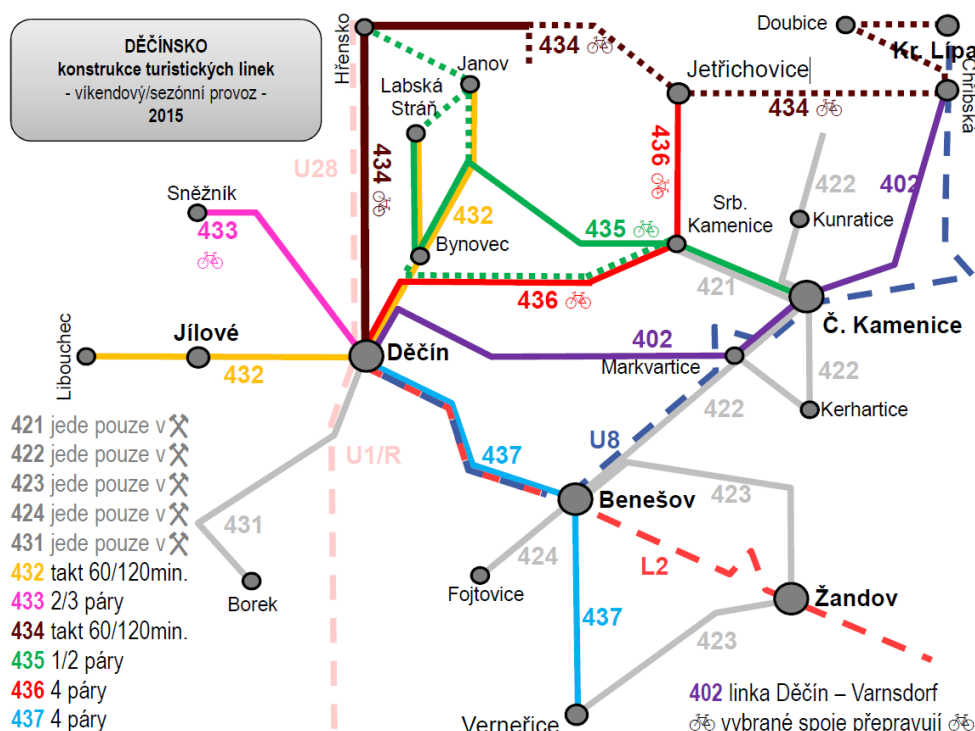 DĚČÍNSKO
konstrukce turistických linek
- víkendový/sezónní provoz -
2015
Hřensko
434
Doubice
Kr. Lípa
Chřibská
Janov
Labská
Stráň
Jetřichovice
434
U28
434
436
422
402
Sněžník
433
432
Bynovec
435
Srb.
Kamenice
Kunratice
421
436
Č. Kamenice
Libouchec
Jílové
432
Děčín
402
Markvartice
422
Kerhartice
422
421 jede pouze v
422 jede pouze v
423 jede pouze v
424 jede pouze v
431 jede pouze v
432 takt 60/120min.
433 2/3 páry
434 takt 60/120min.
435 1/2 páry
436 4 páry
437 4 páry
U1/R
431
Borek
437
U8
Benešov
423
424
Fojtovice
L2
Žandov
437
423
Verneřice
402 linka Děčín – Varnsdorf
vybrané spoje přepravují